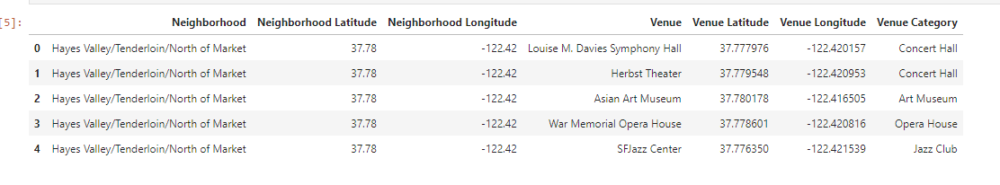 [5]:
Neighborhood Neighborhood Latitude Neighborhood Longitude Venue Venue Latitude Venue Longitude Venue Category
0 Hayes Valley/Tenderloin/North of Market 37.78 -122.42 Louise M. Davies Symphony Hall 37.777976 -122.420157 Concert Hall
1 Hayes Valley/Tenderloin/North of Market 37.78 -122.42 Herbst Theater 37.779548 -122.420953 Concert Hall
2 Hayes Valley/Tenderloin/North of Market 37.78 -122.42 Asian Art Museum 37.780178 -122.416505 Art Museum
3 Hayes Valley/Tenderloin/North of Market 37.78 -122.42 War Memorial Opera House 37.778601 -122.420816 Opera House
4 Hayes Valley/Tenderloin/North of Market 37.78 -122.42 SFJazz Center 37.776350 -122.421539 Jazz Club